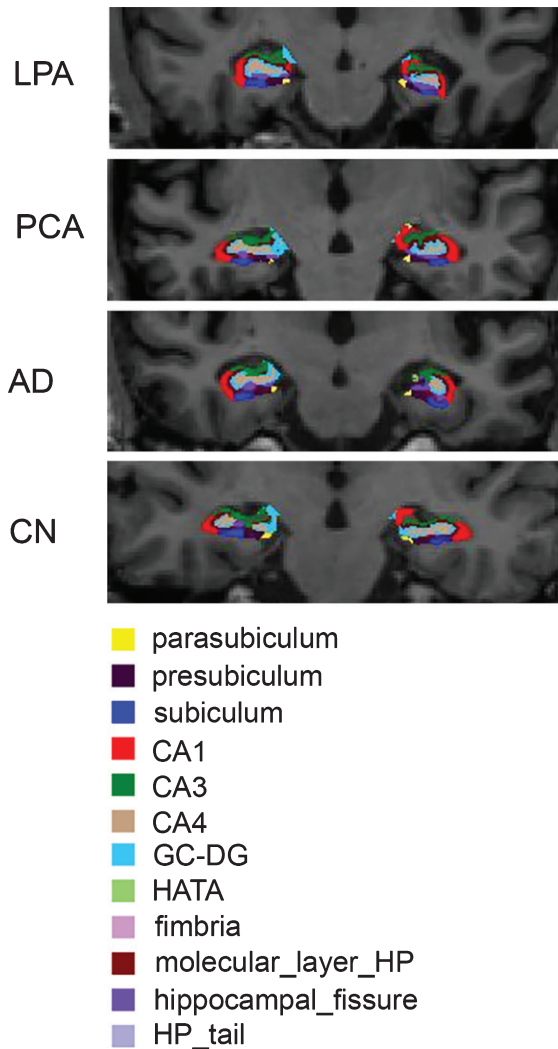 LPA
PCA
AD
CN
parasubiculum
presubiculum
subiculum
CA1
CA3
CA4
GC-DG
HATA
fimbria
molecular_layer_HP
hippocampal_fissure
HP_tail